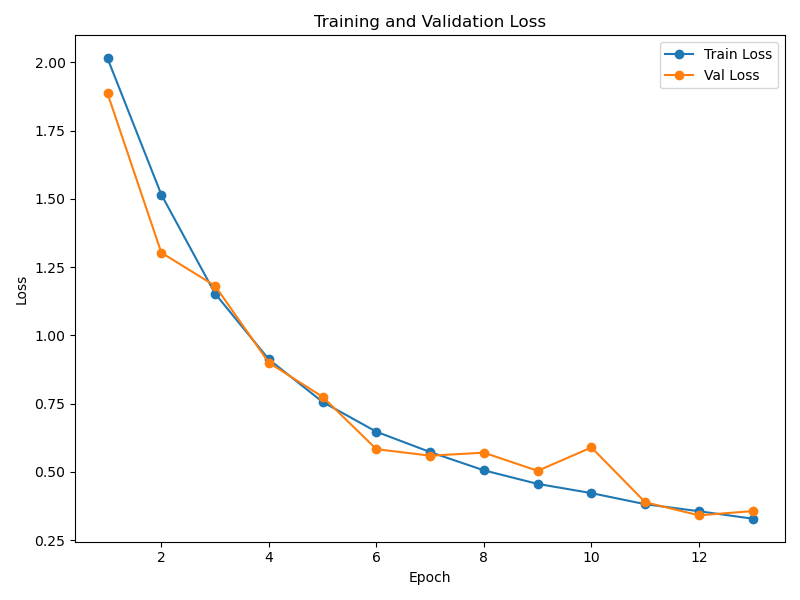 Training and Validation Loss
Train Loss
Val Loss
2.00
1.75
1.50
1.25
1.00
0.75
0.50
0.25
Loss
2 4 6 8 10 12
Epoch